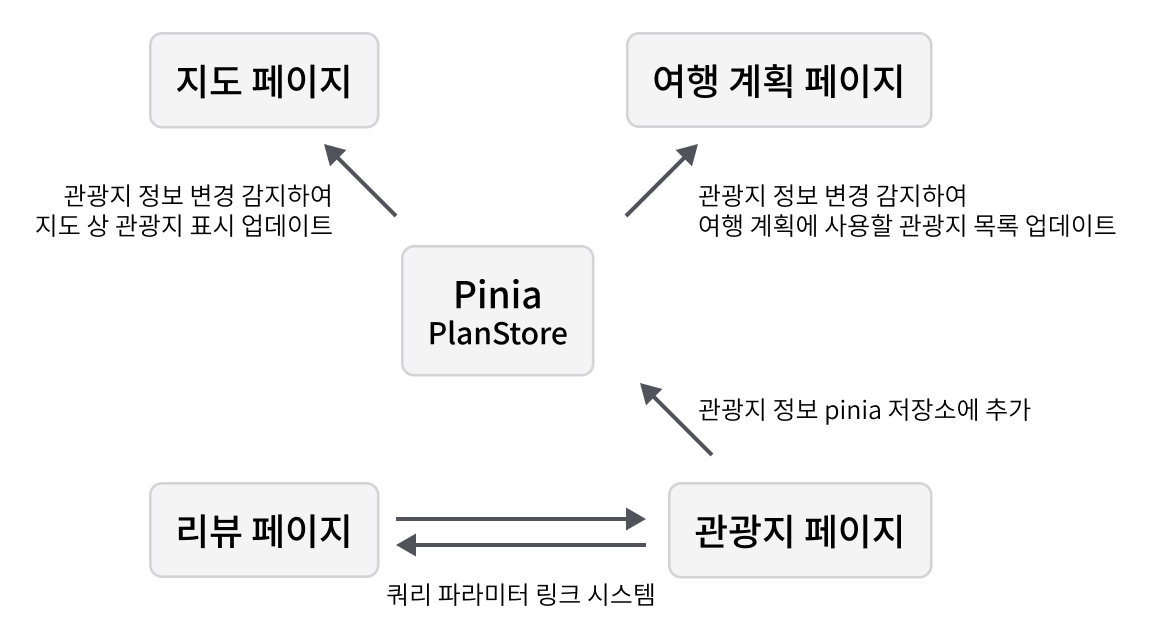 지도 페이지
여행 계획 페이지
관광지 정보 변경 감지하여
지도 상 관광지 표시 업데이트
관광지 정보 변경 감지하여
여행 계획에 사용할 관광지 목록 업데이트
Pinia
PlanStore
관광지 정보 pinia 저장소에 추가
리뷰 페이지
관광지 페이지
쿼리 파라미터 링크 시스템